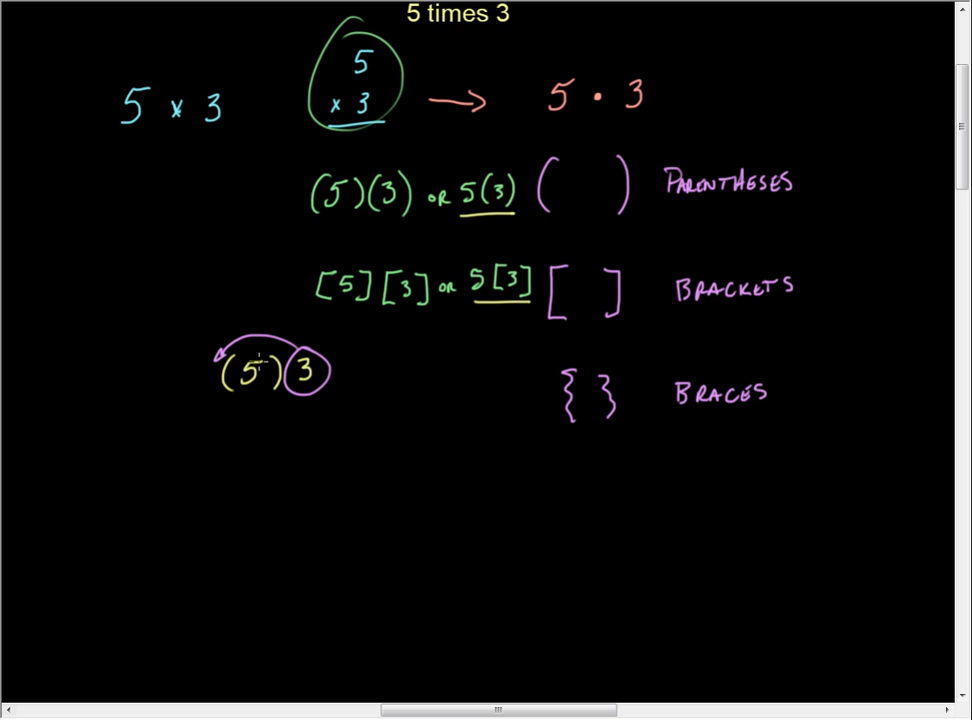 5 times 3
5
5 × 3
× 3
→ 5 • 3
(5)(3) OR 5(3) ( ) PARENTHESES
[5][3] OR 5[3] [ ] BRACKETS
(5)3
{ } BRACES